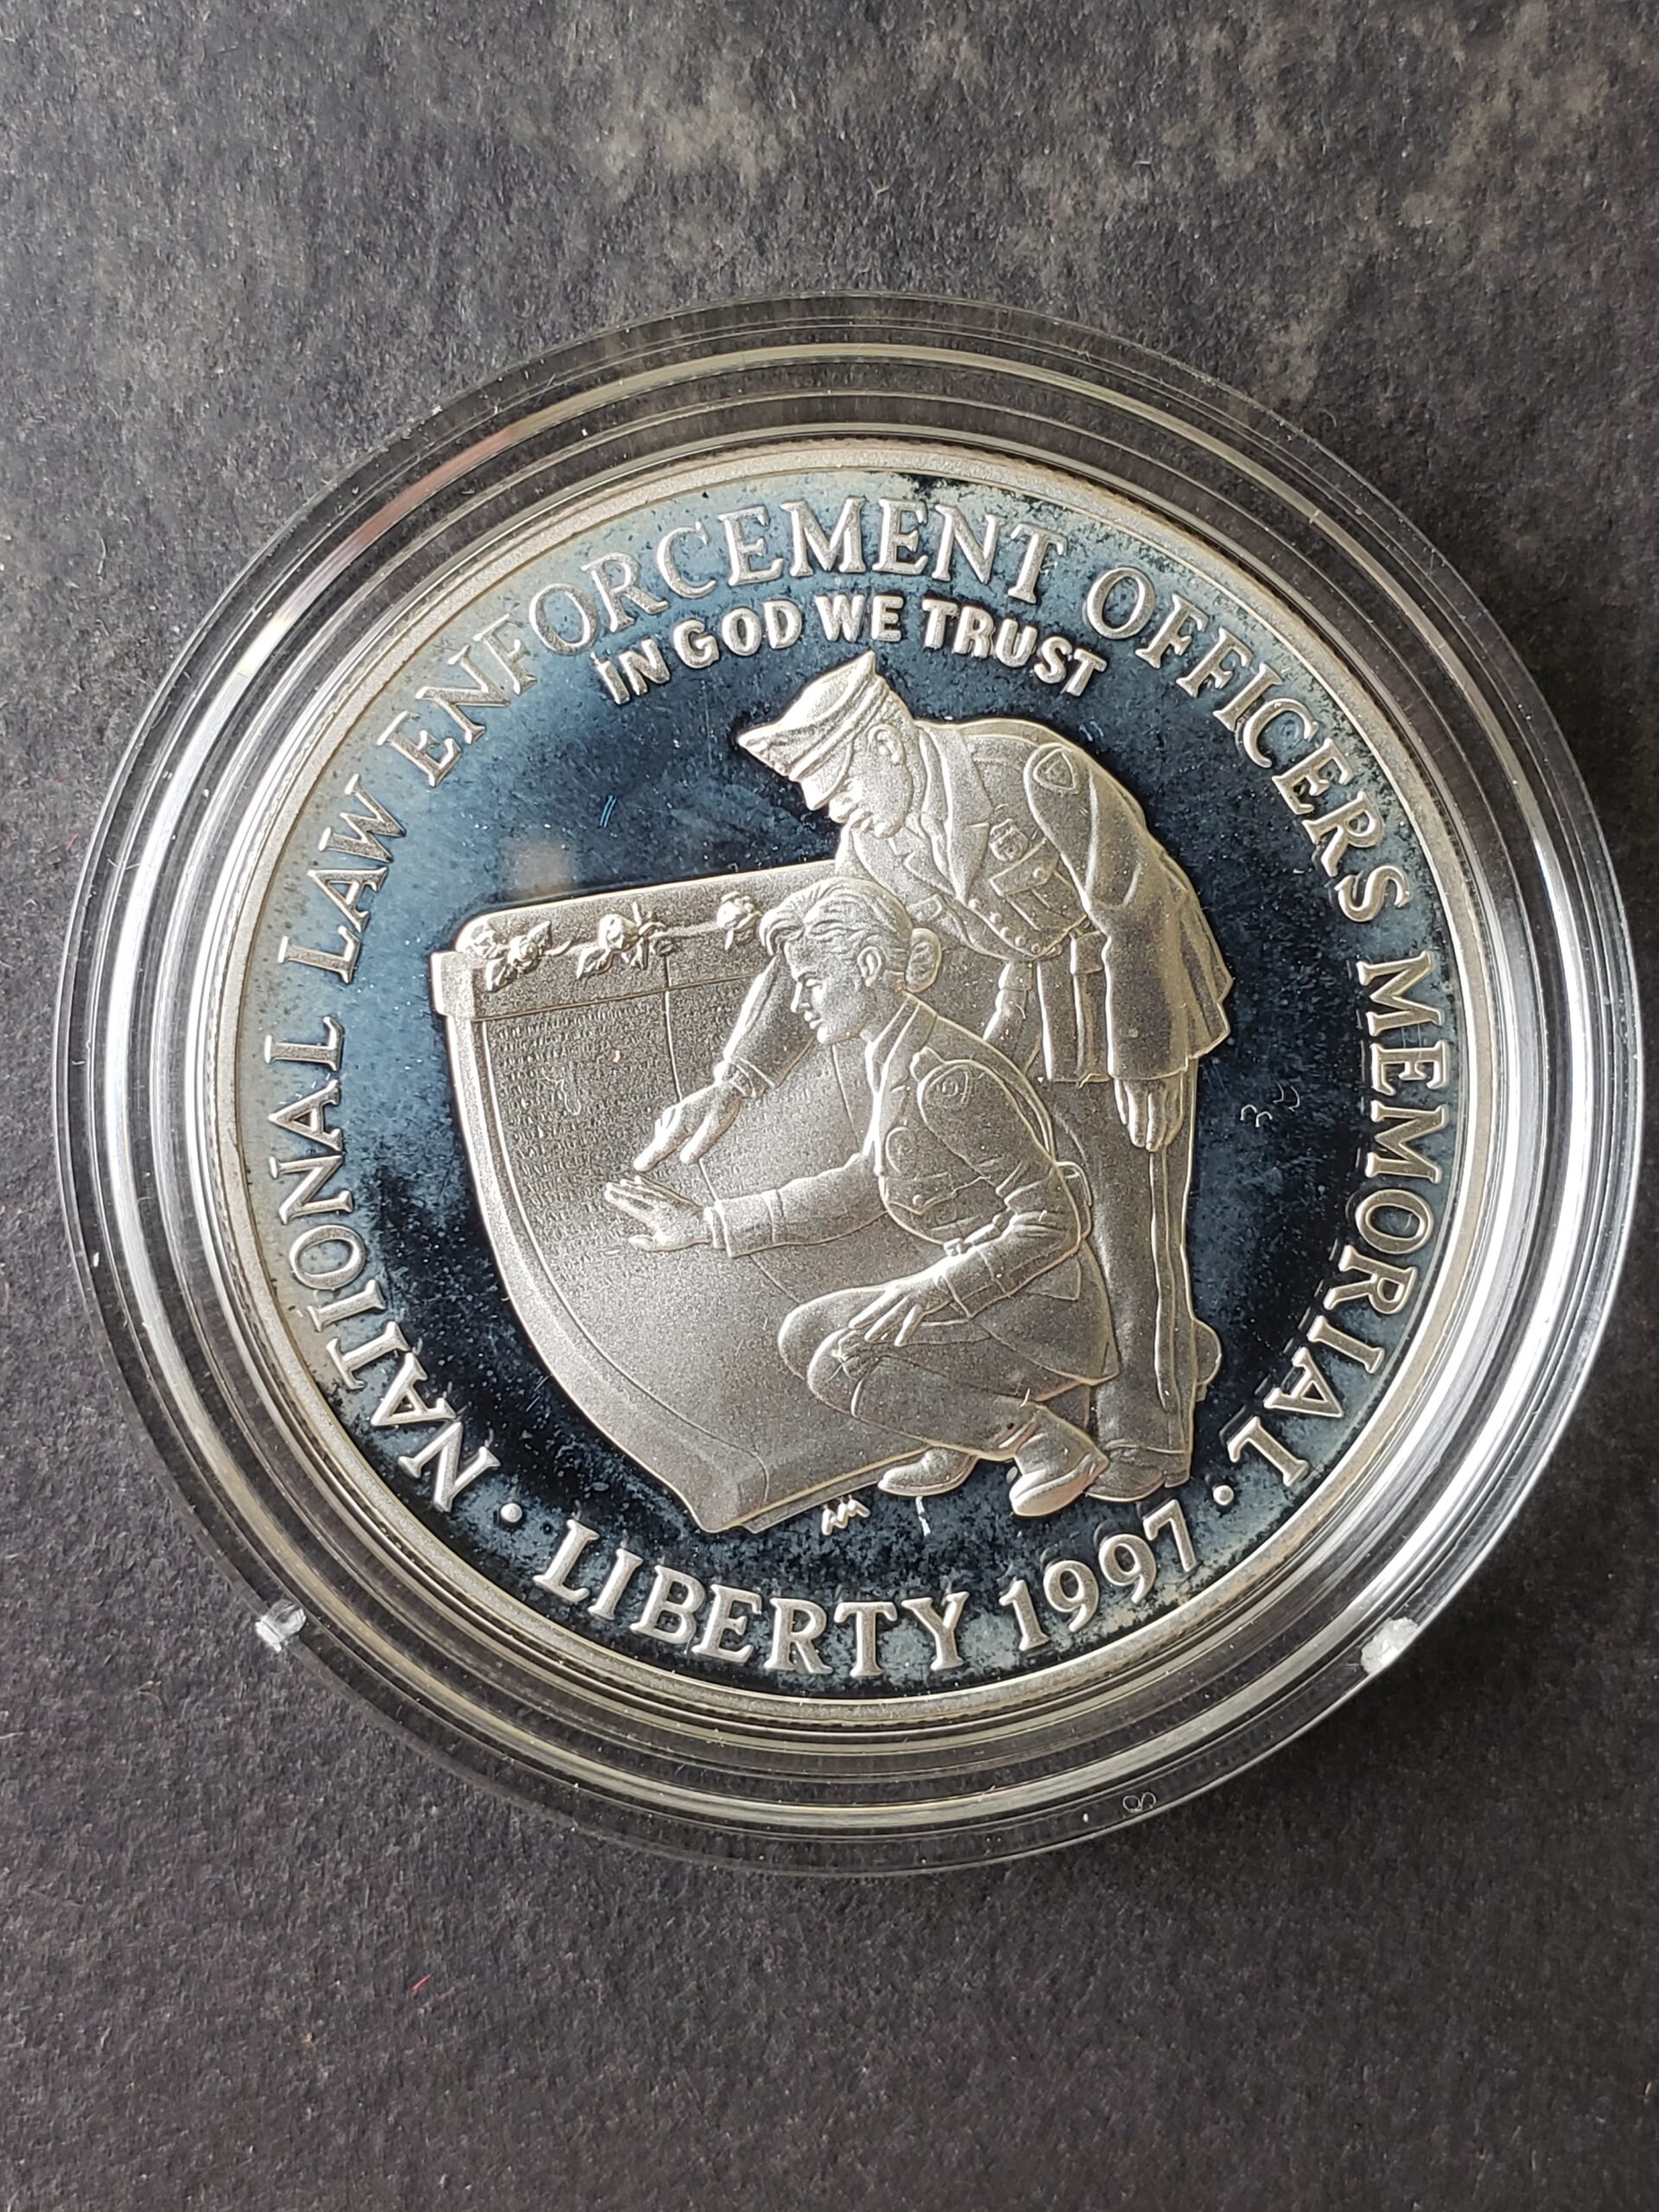 NATIONAL LAW ENFORCEMENT OFFICERS MEMORIAL
IN GOD WE TRUST
· LIBERTY 1997 ·